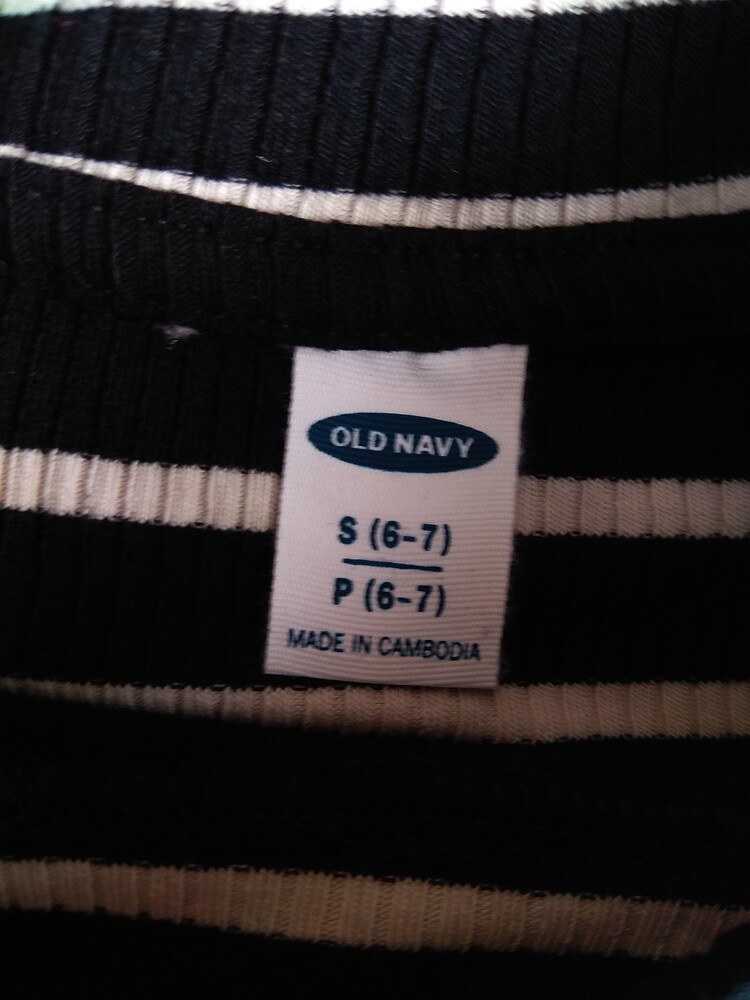 OLD NAVY
S (6-7)
P (6-7)
MADE IN CAMBODIA